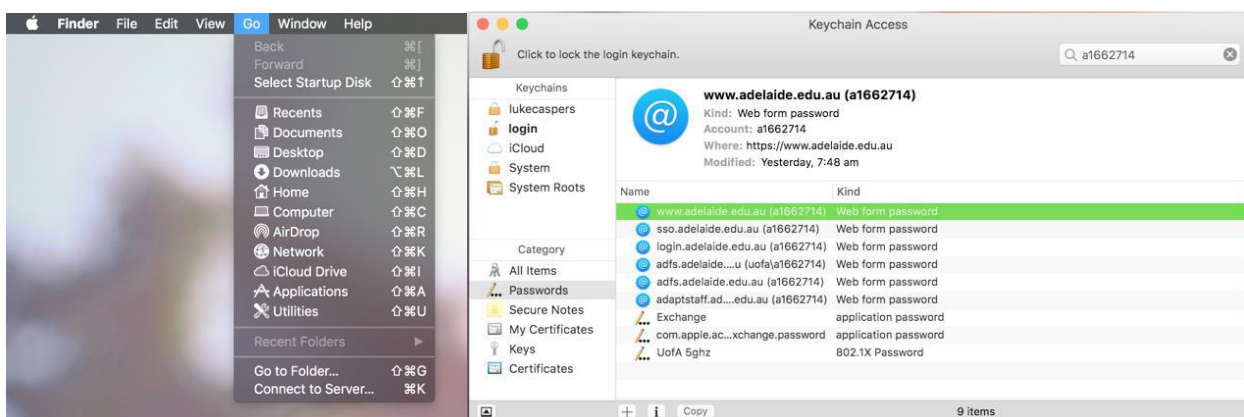 Finder File Edit View Go Window Help
Back ⌘[
Forward ⌘]
Select Startup Disk ⇧⌘↑
Recents ⇧⌘F
Documents ⇧⌘O
Desktop ⇧⌘D
Downloads ⌥⌘L
Home ⇧⌘H
Computer ⇧⌘C
AirDrop ⇧⌘R
Network ⇧⌘K
iCloud Drive ⇧⌘I
Applications ⇧⌘A
Utilities ⇧⌘U
Recent Folders ▶
Go to Folder... ⇧⌘G
Connect to Server... ⌘K
Keychain Access
Click to lock the login keychain.
a1662714
Keychains
lukecaspers
login
iCloud
System
System Roots
Category
All Items
Passwords
Secure Notes
My Certificates
Keys
Certificates
www.adelaide.edu.au (a1662714)
Kind: Web form password
Account: a1662714
Where: https://www.adelaide.edu.au
Modified: Yesterday, 7:48 am
Name Kind
www.adelaide.edu.au (a1662714) Web form password
sso.adelaide.edu.au (a1662714) Web form password
login.adelaide.edu.au (a1662714) Web form password
adfs.adelaide....u (uofa\a1662714) Web form password
adfs.adelaide.edu.au (a1662714) Web form password
adaptstaff.ad....edu.au (a1662714) Web form password
Exchange application password
com.apple.ac...xchange.password application password
UofA 5ghz 802.1X Password
+ i Copy 9 items